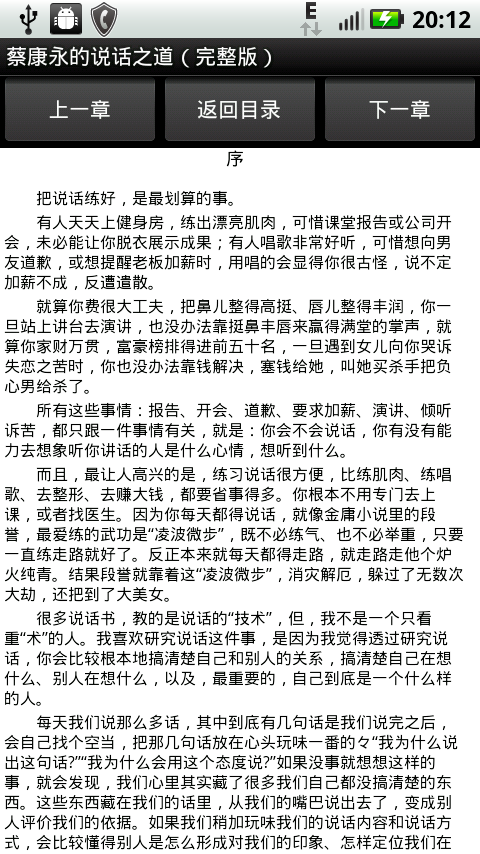 E
20:12
蔡康永的说话之道（完整版）
上一章
返回目录
下一章
序
把说话练好，是最划算的事。
有人天天上健身房，练出漂亮肌肉，可惜课堂报告或公司开
会，未必能让你脱衣展示成果；有人唱歌非常好听，可惜想向男
友道歉，或想提醒老板加薪时，用唱的会显得你很古怪，说不定
加薪不成，反遭遣散。
就算你费很大工夫，把鼻儿整得高挺、唇儿整得丰润，你一
旦站上讲台去演讲，也没办法靠挺鼻丰唇来赢得满堂的掌声，就
算你家财万贯，富豪榜排得进前五十名，一旦遇到女儿向你哭诉
失恋之苦时，你也没办法靠钱解决，塞钱给她，叫她买杀手把负
心男给杀了。
所有这些事情：报告、开会、道歉、要求加薪、演讲、倾听
诉苦，都只跟一件事情有关，就是：你会不会说话，你有没有能
力去想象听你讲话的人是什么心情，想听到什么。
而且，最让人高兴的是，练习说话很方便，比练肌肉、练唱
歌、去整形、去赚大钱，都要省事得多。你根本不用专门去上
课，或者找医生。因为你每天都得说话，就像金庸小说里的段
誉，最爱练的武功是“凌波微步”，既不必练气、也不必举重，只要
一直练走路就好了。反正本来就每天都得走路，就走路走他个炉
火纯青。结果段誉就靠着这“凌波微步”，消灾解厄，躲过了无数次
大劫，还把到了大美女。
很多说话书，教的是说话的“技术”，但，我不是一个只看
重“术”的人。我喜欢研究说话这件事，是因为我觉得透过研究说
话，你会比较根本地搞清楚自己和别人的关系，搞清楚自己在想
什么、别人在想什么，以及，最重要的，自己到底是一个什么样
的人。
每天我们说那么多话，其中到底有几句话是我们说完之后，
会自己找个空当，把那几句话放在心头玩味一番的々“我为什么说
出这句话?”“我为什么会用这个态度说?”如果没事就想想这样的
事，就会发现，我们心里其实藏了很多我们自己都没搞清楚的东
西。这些东西藏在我们的话里，从我们的嘴巴说出去了，变成别
人评价我们的依据。如果我们稍加玩味我们的说话内容和说话方
式，会比较懂得别人是怎么形成对我们的印象、怎样定位我们在